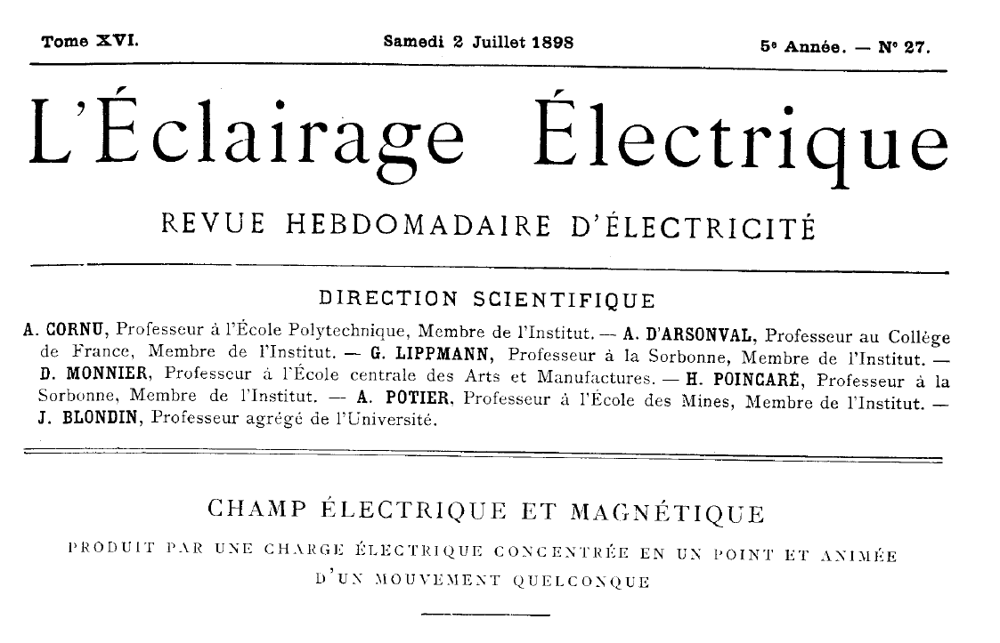 Tome XVI.
Samedi 2 Juillet 1898
5e Année. — No 27.
L'Éclairage Électrique
REVUE HEBDOMADAIRE D'ÉLECTRICITÉ
DIRECTION SCIENTIFIQUE
A. CORNU, Professeur à l'École Polytechnique, Membre de l'Institut. — A. D'ARSONVAL, Professeur au Collège
de France, Membre de l'Institut. — G. LIPPMANN, Professeur à la Sorbonne, Membre de l'Institut. —
D. MONNIER, Professeur à l'École centrale des Arts et Manufactures. — H. POINCARÉ, Professeur à la
Sorbonne, Membre de l'Institut. — A. POTIER, Professeur à l'École des Mines, Membre de l'Institut. —
J. BLONDIN, Professeur agrégé de l'Université.
CHAMP ÉLECTRIQUE ET MAGNÉTIQUE
PRODUIT PAR UNE CHARGE ÉLECTRIQUE CONCENTRÉE EN UN POINT ET ANIMÉE
D'UN MOUVEMENT QUELCONQUE